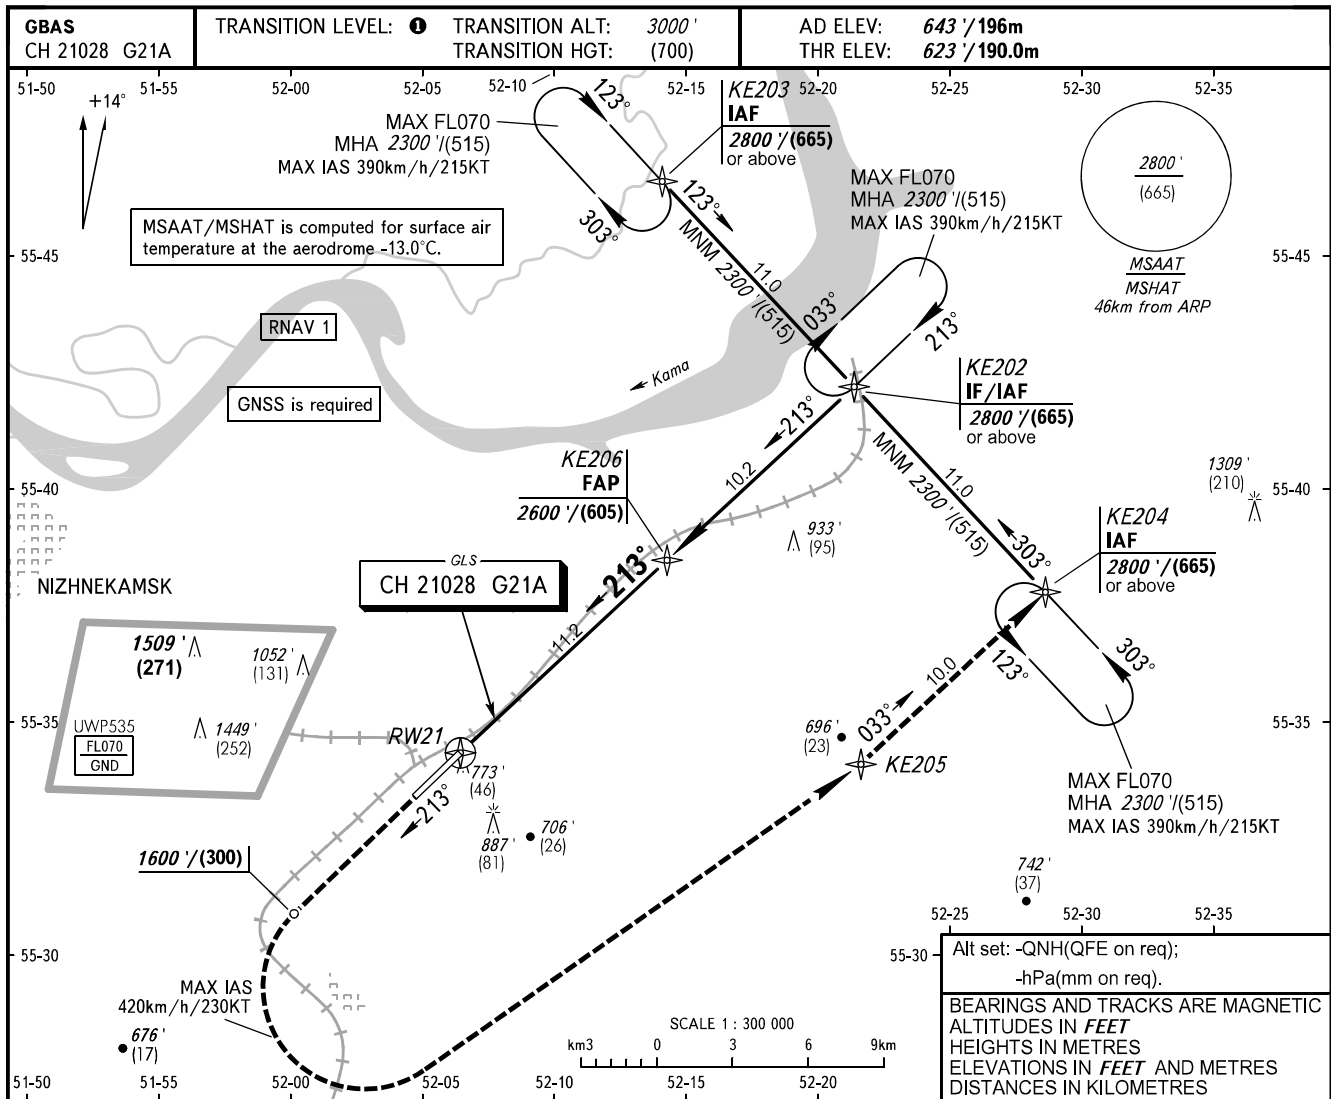 GBAS
CH 21028 G21A
TRANSITION LEVEL: ❶
TRANSITION ALT: 3000'
TRANSITION HGT: (700)
AD ELEV: 643'/196m
THR ELEV: 623'/190.0m
51-50 51-55 52-00 52-05 52-10 52-15 52-20 52-25 52-30 52-35
+14°
123°
MAX FL070
MHA 2300'/(515)
MAX IAS 390km/h/215KT
303°
KE203
IAF
2800'/(665)
or above
123°
11.0
MNM 2300'/(515)
MAX FL070
MHA 2300'/(515)
MAX IAS 390km/h/215KT
033°
213°
2800'
(665)
MSAAT
MSHAT
46km from ARP
MSAAT/MSHAT is computed for surface air
temperature at the aerodrome -13.0°C.
55-45
55-45
RNAV 1
GNSS is required
Kama
KE202
IF/IAF
2800'/(665)
or above
213°
10.2
KE206
FAP
2600'/(605)
11.0
MNM 2300'/(515)
303°
1309'
(210)
55-40
55-40
933'
(95)
KE204
IAF
2800'/(665)
or above
NIZHNEKAMSK
GLS
CH 21028 G21A
213°
11.2
1509'
(271)
1052'
(131)
1449'
(252)
UWP535
FL070
GND
55-35
55-35
RW21
213°
773'
(46)
887'
(81)
706'
(26)
696'
(23)
033°
10.0
KE205
123°
303°
MAX FL070
MHA 2300'/(515)
MAX IAS 390km/h/215KT
1600'/(300)
742'
(37)
52-25 52-30 52-35
55-30
55-30
MAX IAS
420km/h/230KT
676'
(17)
SCALE 1 : 300 000
km3 0 3 6 9km
51-50 51-55 52-00 52-05 52-10 52-15 52-20
Alt set: -QNH(QFE on req);
-hPa(mm on req).
BEARINGS AND TRACKS ARE MAGNETIC
ALTITUDES IN FEET
HEIGHTS IN METRES
ELEVATIONS IN FEET AND METRES
DISTANCES IN KILOMETRES